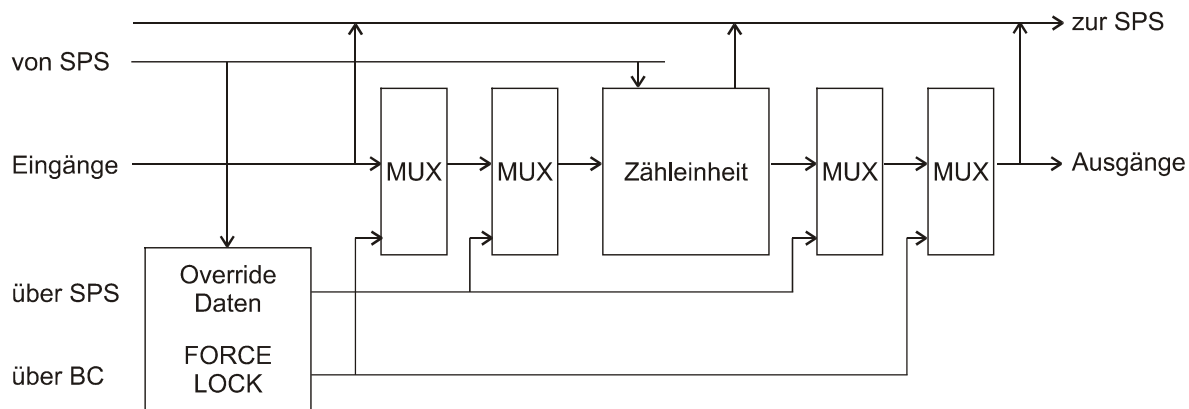 zur SPS
von SPS
Eingänge
MUX
MUX
Zähleinheit
MUX
MUX
Ausgänge
über SPS
Override
Daten
FORCE
LOCK
über BC